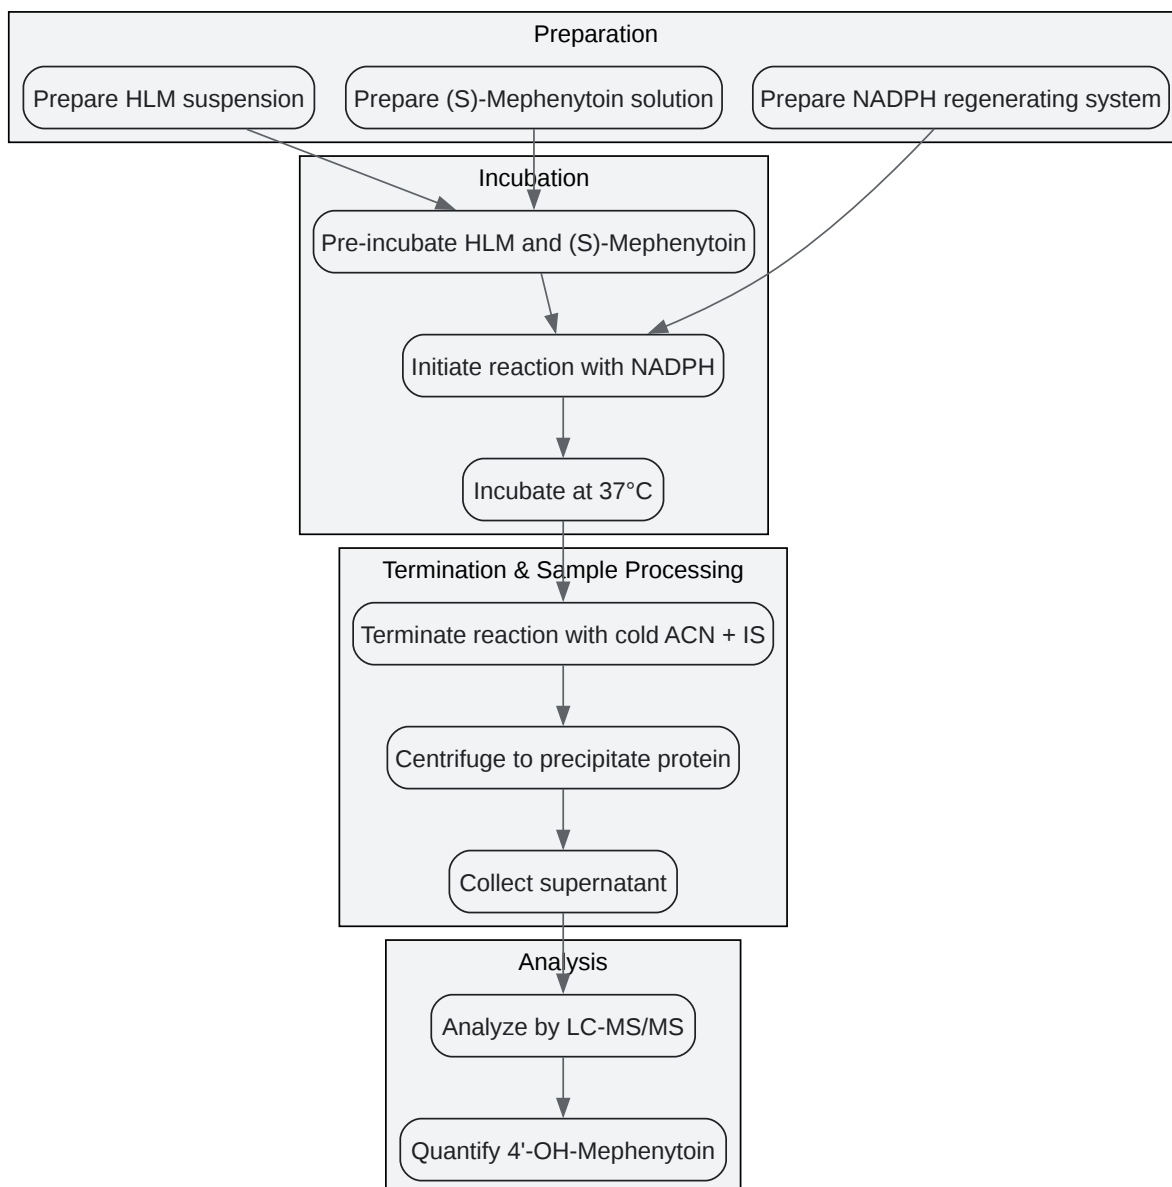 Preparation
Prepare HLM suspension
Prepare (S)-Mephenytoin solution
Prepare NADPH regenerating system
Incubation
Pre-incubate HLM and (S)-Mephenytoin
Initiate reaction with NADPH
Incubate at 37°C
Termination & Sample Processing
Terminate reaction with cold ACN + IS
Centrifuge to precipitate protein
Collect supernatant
Analysis
Analyze by LC-MS/MS
Quantify 4'-OH-Mephenytoin